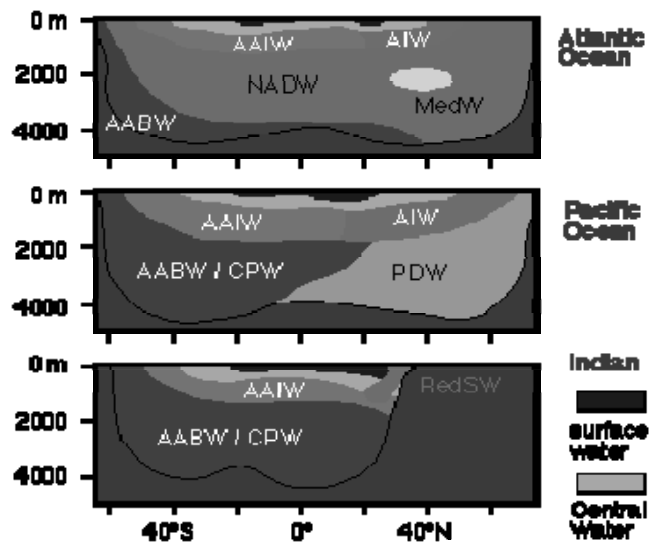 0 m
2000
4000
AAIW
AIW
NADW
MedW
AABW
Atlantic
Ocean
0 m
2000
4000
AAIW
AIW
AABW / CPW
PDW
Pacific
Ocean
0 m
2000
4000
AAIW
RedSW
AABW / CPW
Indian
surface
water
Central
Water
40°S
0°
40°N